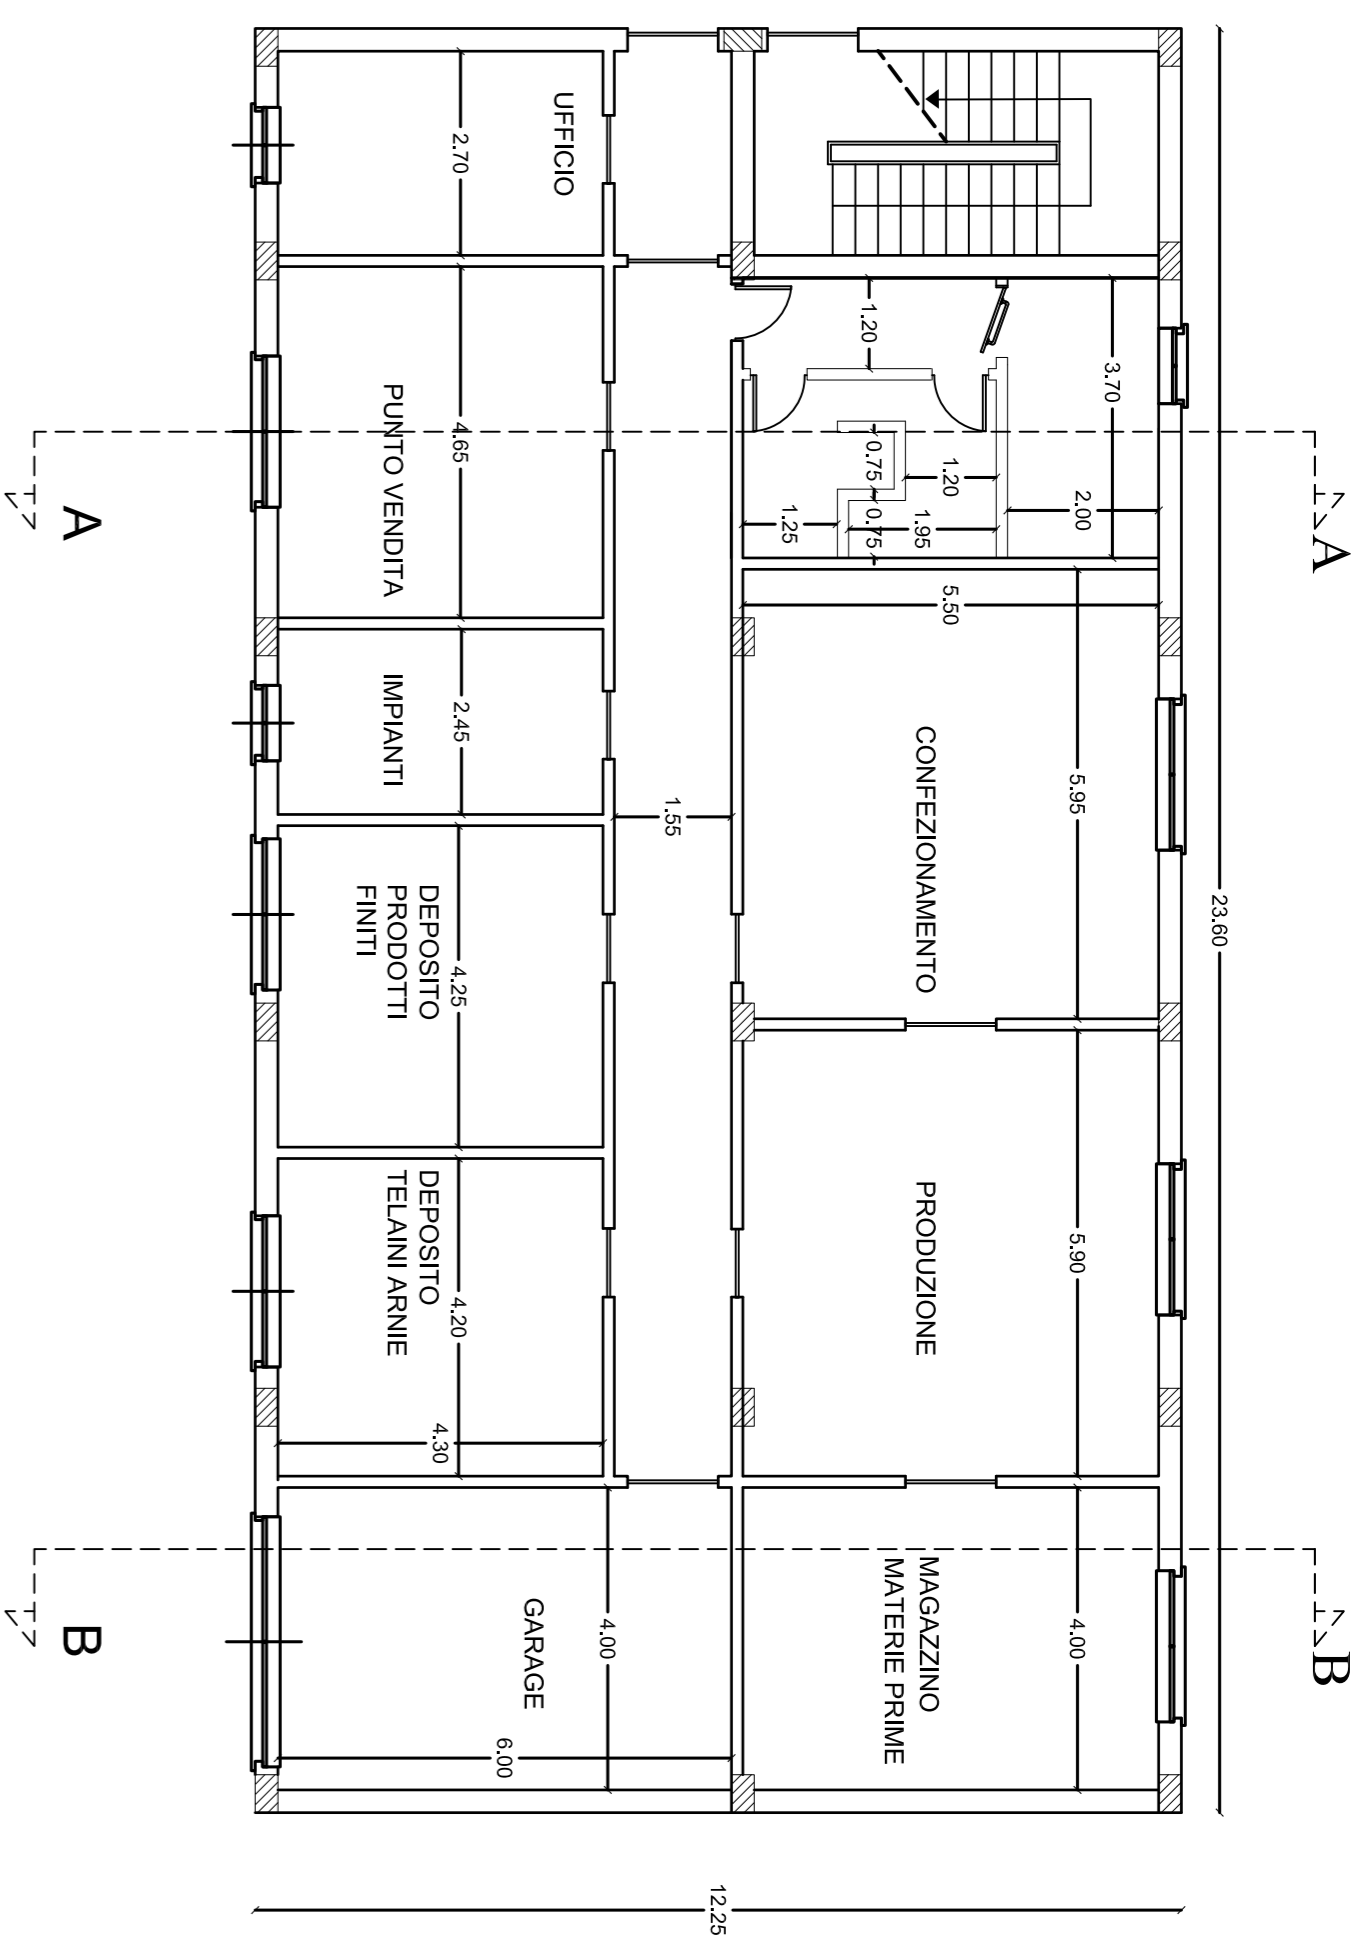 A
A
B
B
23.60
12.25
3.70
1.20
2.00
1.20
0.75
0.75
1.95
1.25
5.50
5.95
CONFEZIONAMENTO
5.90
PRODUZIONE
4.00
MAGAZZINO
MATERIE PRIME
1.55
UFFICIO
2.70
4.65
PUNTO VENDITA
2.45
IMPIANTI
4.25
DEPOSITO
PRODOTTI
FINITI
DEPOSITO
TELAINI ARNIE
4.20
4.30
4.00
GARAGE
6.00